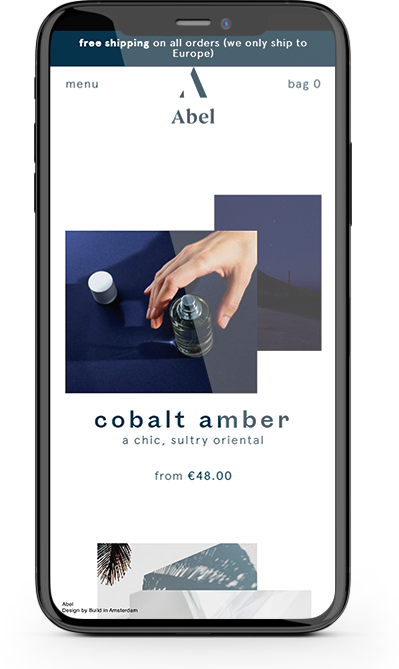 free shipping on all orders (we only ship to
Europe)
menu
bag 0
Abel
cobalt amber
a chic, sultry oriental
from €48.00
Abel
Design by Build in Amsterdam